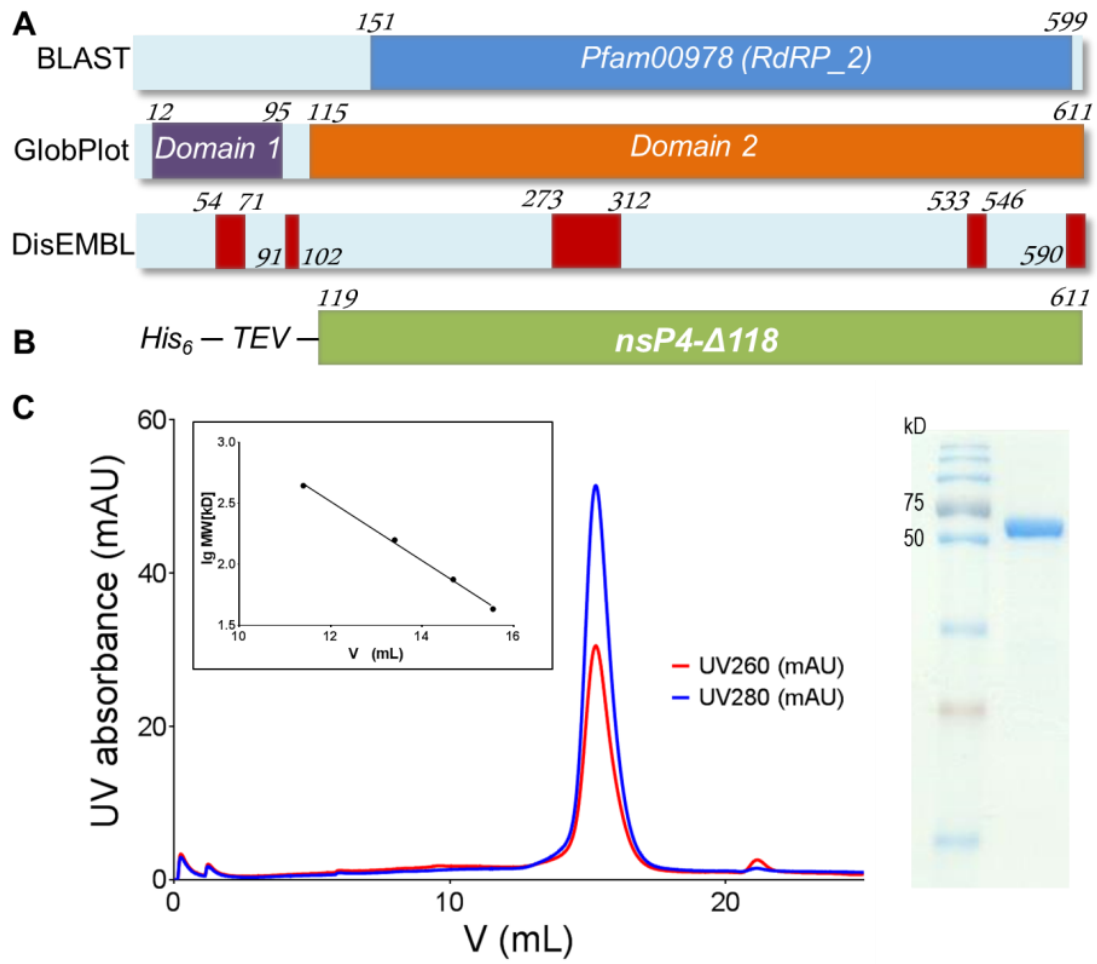 A
151 599
BLAST Pfam00978 (RdRP_2)
12 95 115 611
GlobPlot Domain 1 Domain 2
54 71 273 312 533 546
DisEMBL 91 102 590
119 611
B His6 — TEV — nsP4-Δ118
C
60
40
20
0
UV absorbance (mAU)
0 10 20
V (mL)
3.0
2.5
2.0
1.5
lg MW[kD]
10 12 14 16
V (mL)
UV260 (mAU)
UV280 (mAU)
kD
75
50